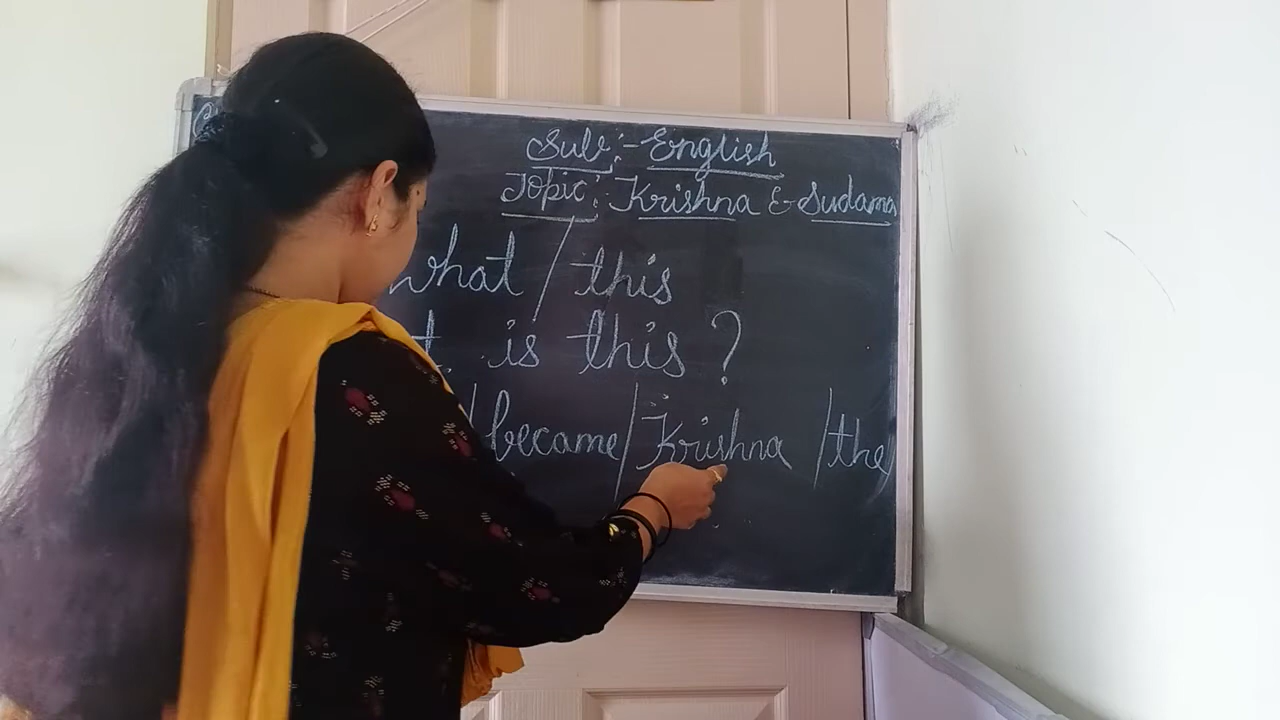 Sub:- English
Topic: Krishna & Sudama
what / this
is this ?
/ became / Krishna / the